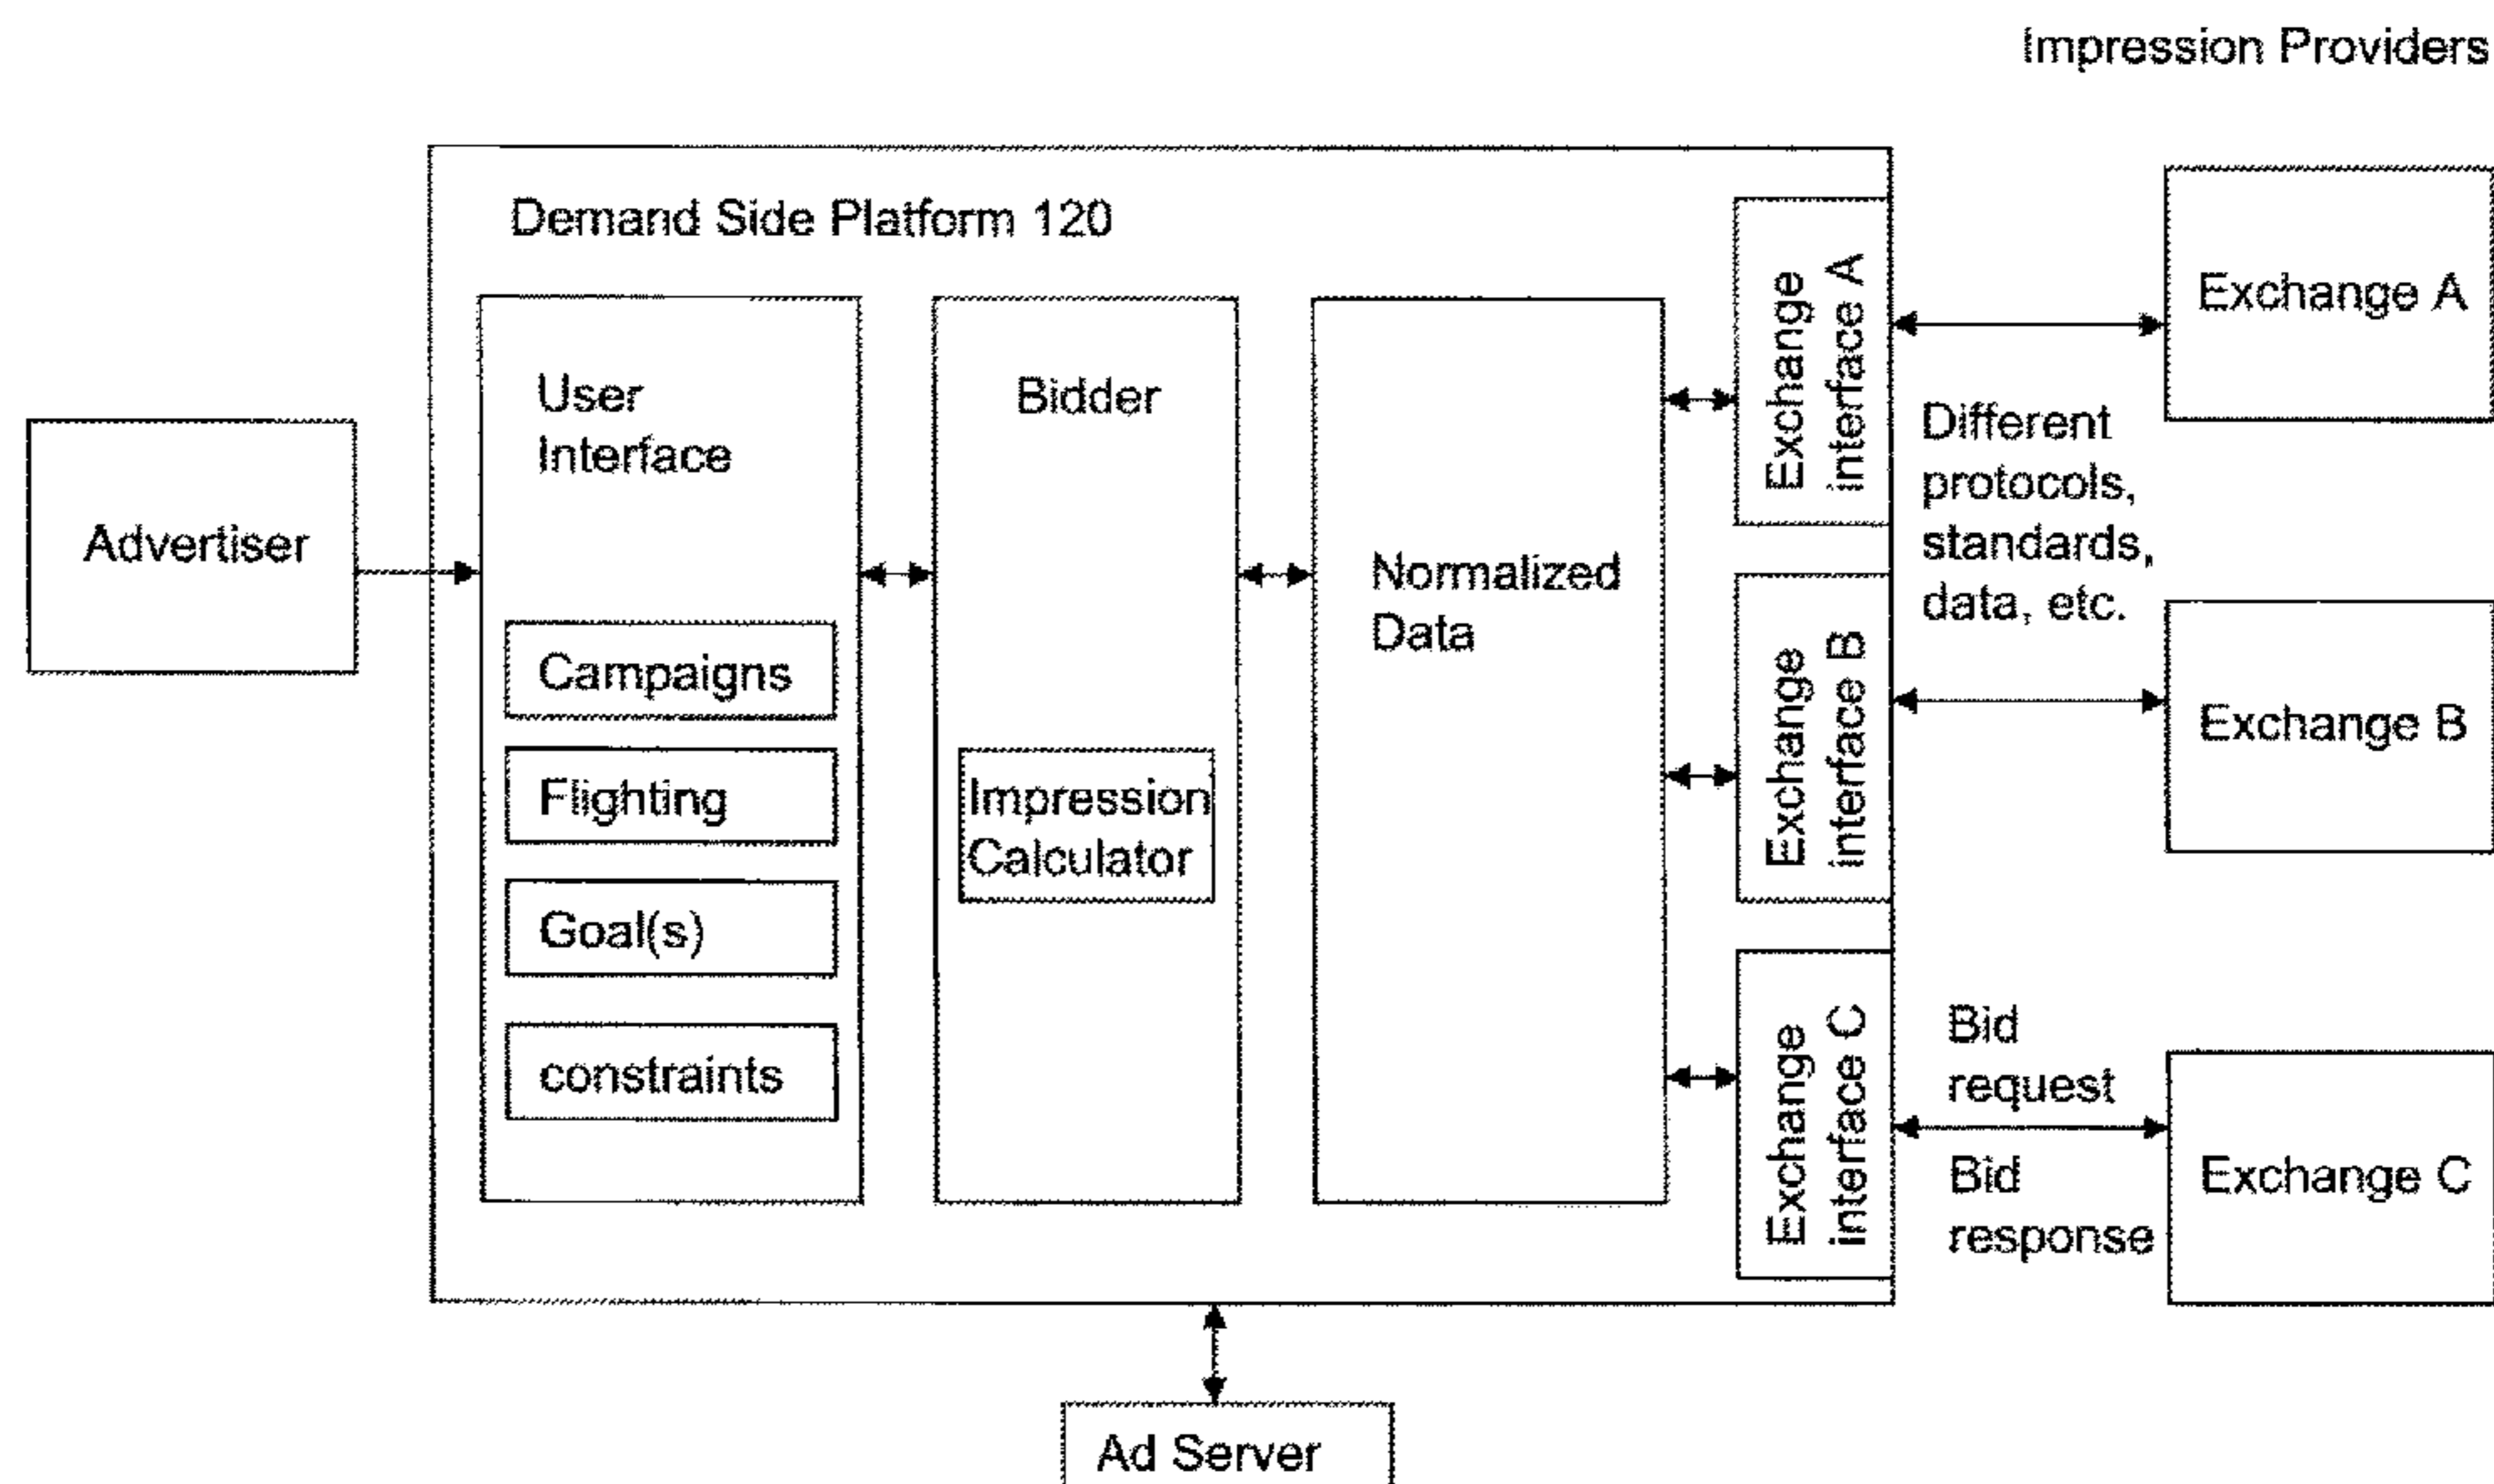 Impression Providers
Demand Side Platform 120
Advertiser
User
Interface
Campaigns
Flighting
Goal(s)
constraints
Bidder
Impression
Calculator
Normalized
Data
Exchange
interface A
Exchange
interface B
Exchange
interface C
Different
protocols,
standards,
data, etc.
Bid
request
Bid
response
Exchange A
Exchange B
Exchange C
Ad Server